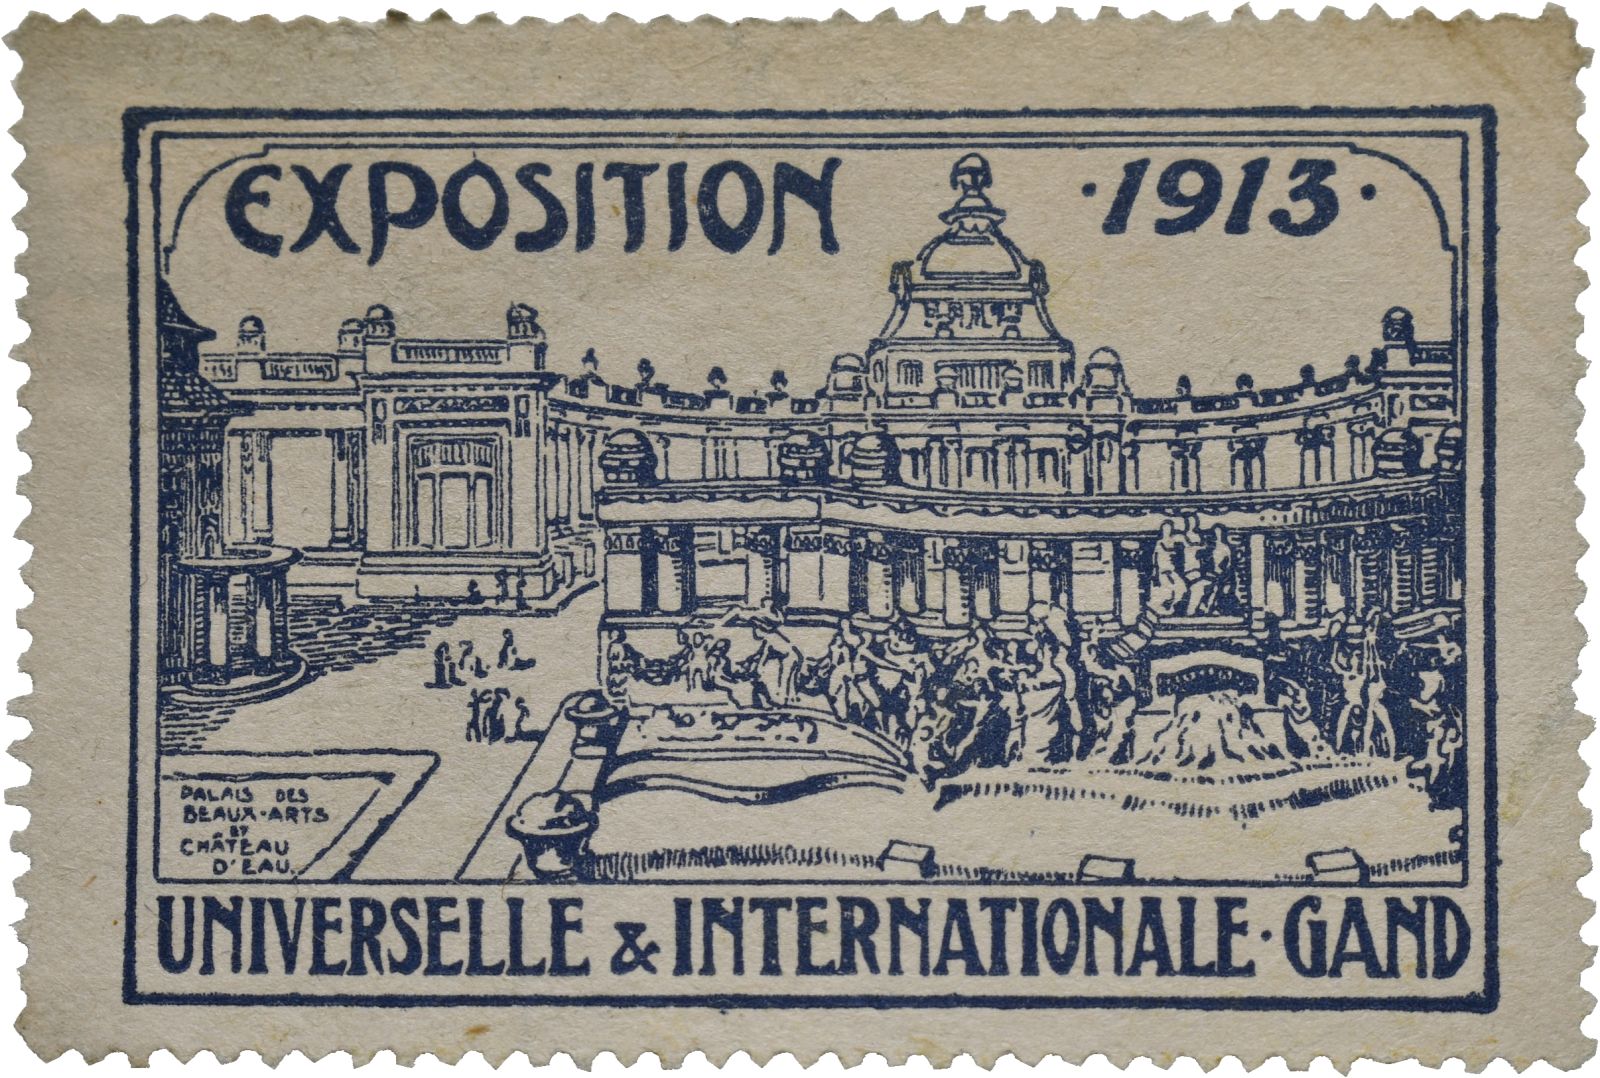 EXPOSITION ·1913·
PALAIS DES
BEAUX-ARTS
ET
CHÂTEAU
D'EAU.
UNIVERSELLE & INTERNATIONALE · GAND